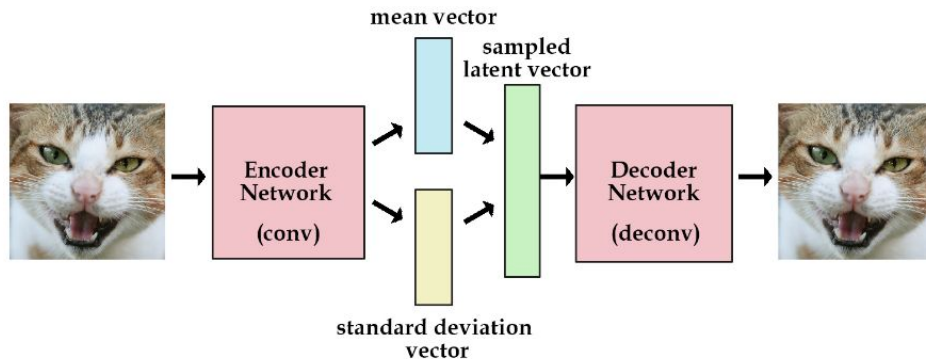 mean vector
sampled
latent vector
Encoder
Network
(conv)
Decoder
Network
(deconv)
standard deviation
vector